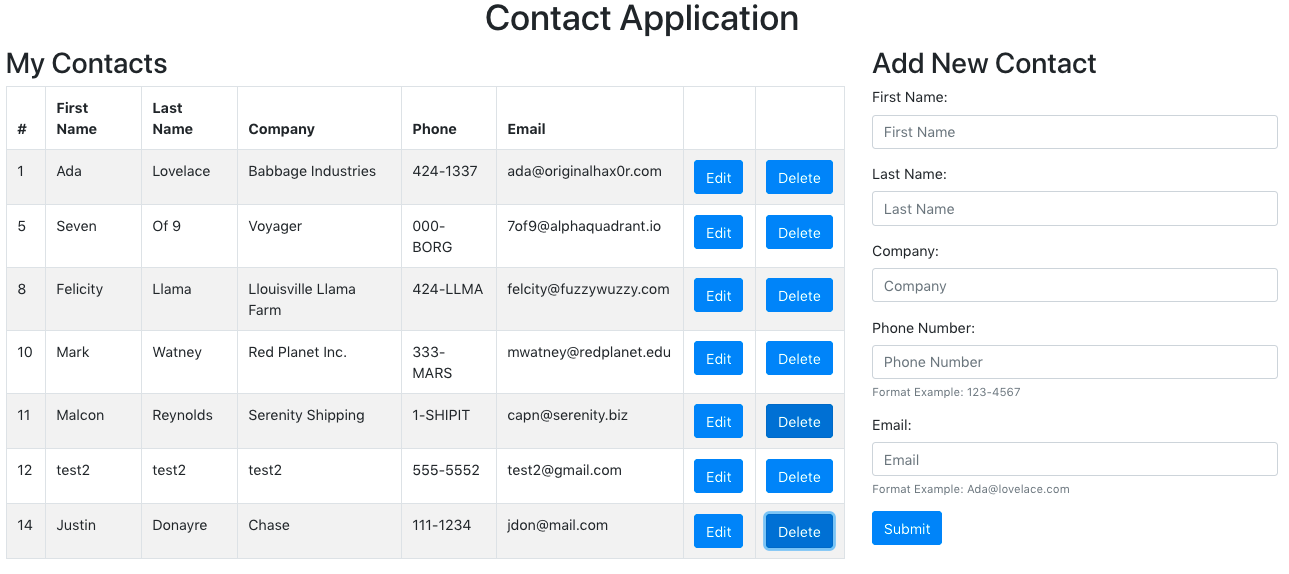 Contact Application
My Contacts
# First Name Last Name Company Phone Email
1 Ada Lovelace Babbage Industries 424-1337 ada@originalhax0r.com Edit Delete
5 Seven Of 9 Voyager 000-BORG 7of9@alphaquadrant.io Edit Delete
8 Felicity Llama Llouisville Llama Farm 424-LLMA felcity@fuzzywuzzy.com Edit Delete
10 Mark Watney Red Planet Inc. 333-MARS mwatney@redplanet.edu Edit Delete
11 Malcon Reynolds Serenity Shipping 1-SHIPIT capn@serenity.biz Edit Delete
12 test2 test2 test2 555-5552 test2@gmail.com Edit Delete
14 Justin Donayre Chase 111-1234 jdon@mail.com Edit Delete
Add New Contact
First Name:
First Name
Last Name:
Last Name
Company:
Company
Phone Number:
Phone Number
Format Example: 123-4567
Email:
Email
Format Example: Ada@lovelace.com
Submit